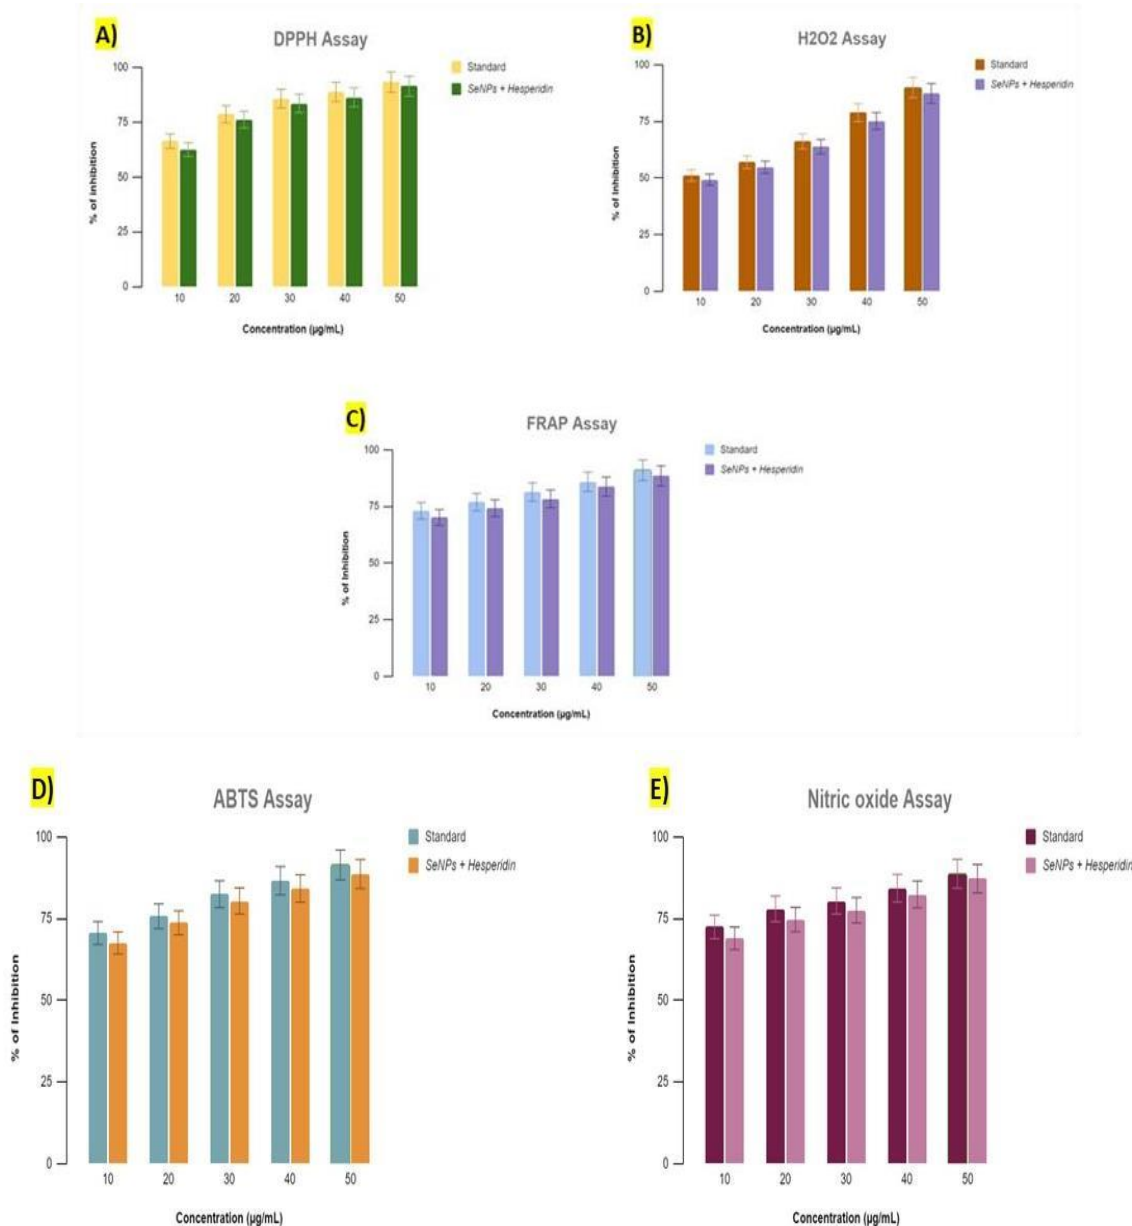 A)
DPPH Assay
Standard
SeNPs + Hesperidin
100
75
50
25
0
% of inhibition
10 20 30 40 50
Concentration (µg/mL)
B)
H2O2 Assay
Standard
SeNPs + Hesperidin
100
75
50
25
0
% of Inhibition
10 20 30 40 50
Concentration (µg/mL)
C)
FRAP Assay
Standard
SeNPs + Hesperidin
100
75
50
25
0
% of Inhibition
10 20 30 40 50
Concentration (µg/mL)
D)
ABTS Assay
Standard
SeNPs + Hesperidin
100
75
50
25
0
% of Inhibition
10 20 30 40 50
Concentration (µg/mL)
E)
Nitric oxide Assay
Standard
SeNPs + Hesperidin
100
75
50
25
0
% of Inhibition
10 20 30 40 50
Concentration (µg/mL)